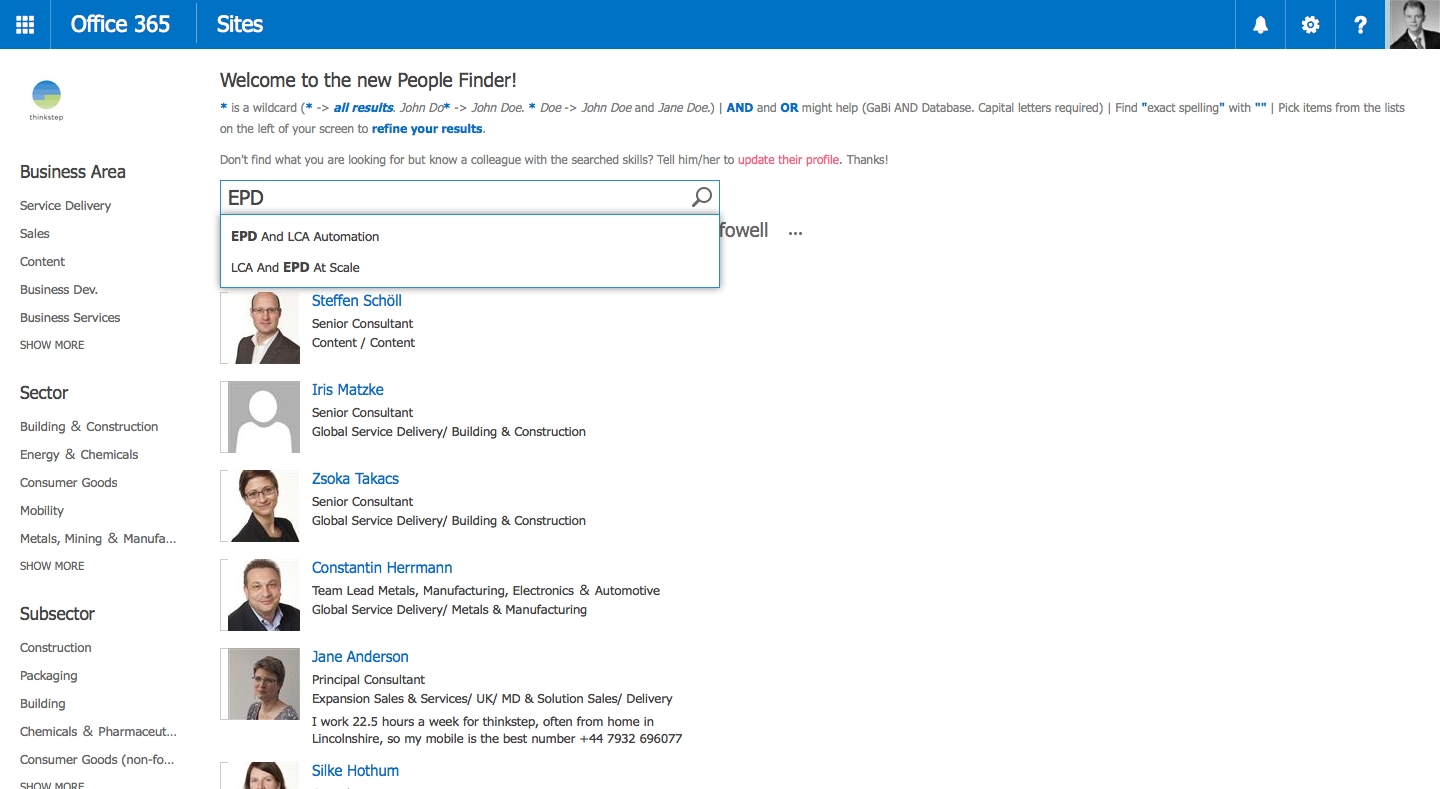 Office 365
Sites
?
thinkstep
Welcome to the new People Finder!
* is a wildcard (* -> all results. John Do* -> John Doe. * Doe -> John Doe and Jane Doe.) | AND and OR might help (GaBi AND Database. Capital letters required) | Find "exact spelling" with "" | Pick items from the lists
on the left of your screen to refine your results.
Don't find what you are looking for but know a colleague with the searched skills? Tell him/her to update their profile. Thanks!
EPD
EPD And LCA Automation
LCA And EPD At Scale
fowell ...
Business Area
Service Delivery
Sales
Content
Business Dev.
Business Services
SHOW MORE
Sector
Building & Construction
Energy & Chemicals
Consumer Goods
Mobility
Metals, Mining & Manufa...
SHOW MORE
Subsector
Construction
Packaging
Building
Chemicals & Pharmaceut...
Consumer Goods (non-fo...
SHOW MORE
Steffen Schöll
Senior Consultant
Content / Content
Iris Matzke
Senior Consultant
Global Service Delivery/ Building & Construction
Zsoka Takacs
Senior Consultant
Global Service Delivery/ Building & Construction
Constantin Herrmann
Team Lead Metals, Manufacturing, Electronics & Automotive
Global Service Delivery/ Metals & Manufacturing
Jane Anderson
Principal Consultant
Expansion Sales & Services/ UK/ MD & Solution Sales/ Delivery
I work 22.5 hours a week for thinkstep, often from home in
Lincolnshire, so my mobile is the best number +44 7932 696077
Silke Hothum